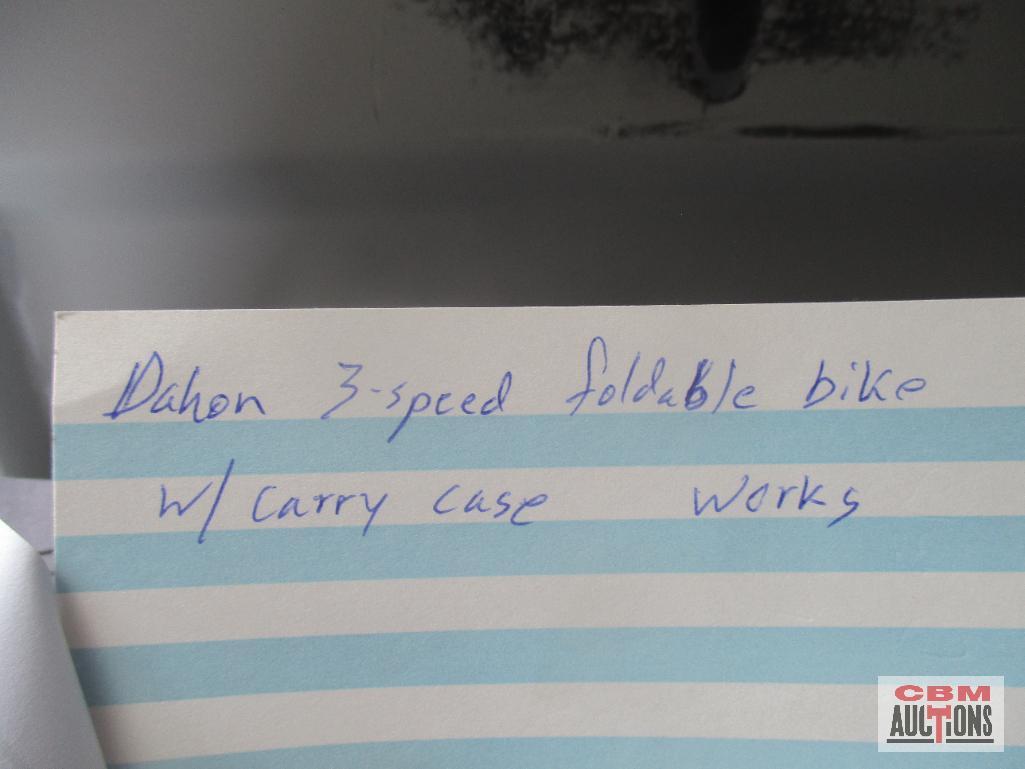 Dahon 3-speed foldable bike
w/ carry case works
CBM
AUCTIONS